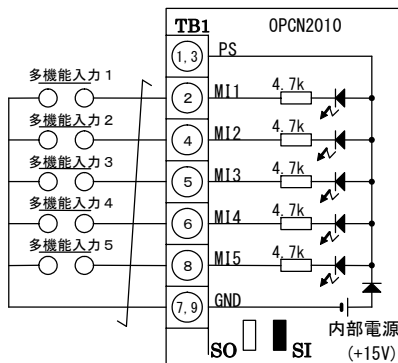 TB1 OPCN2010
1,3 PS
多機能入力1 2 MI1 4.7k
多機能入力2 4 MI2 4.7k
多機能入力3 5 MI3 4.7k
多機能入力4 6 MI4 4.7k
多機能入力5 8 MI5 4.7k
7,9 GND
SO SI 内部電源
(+15V)